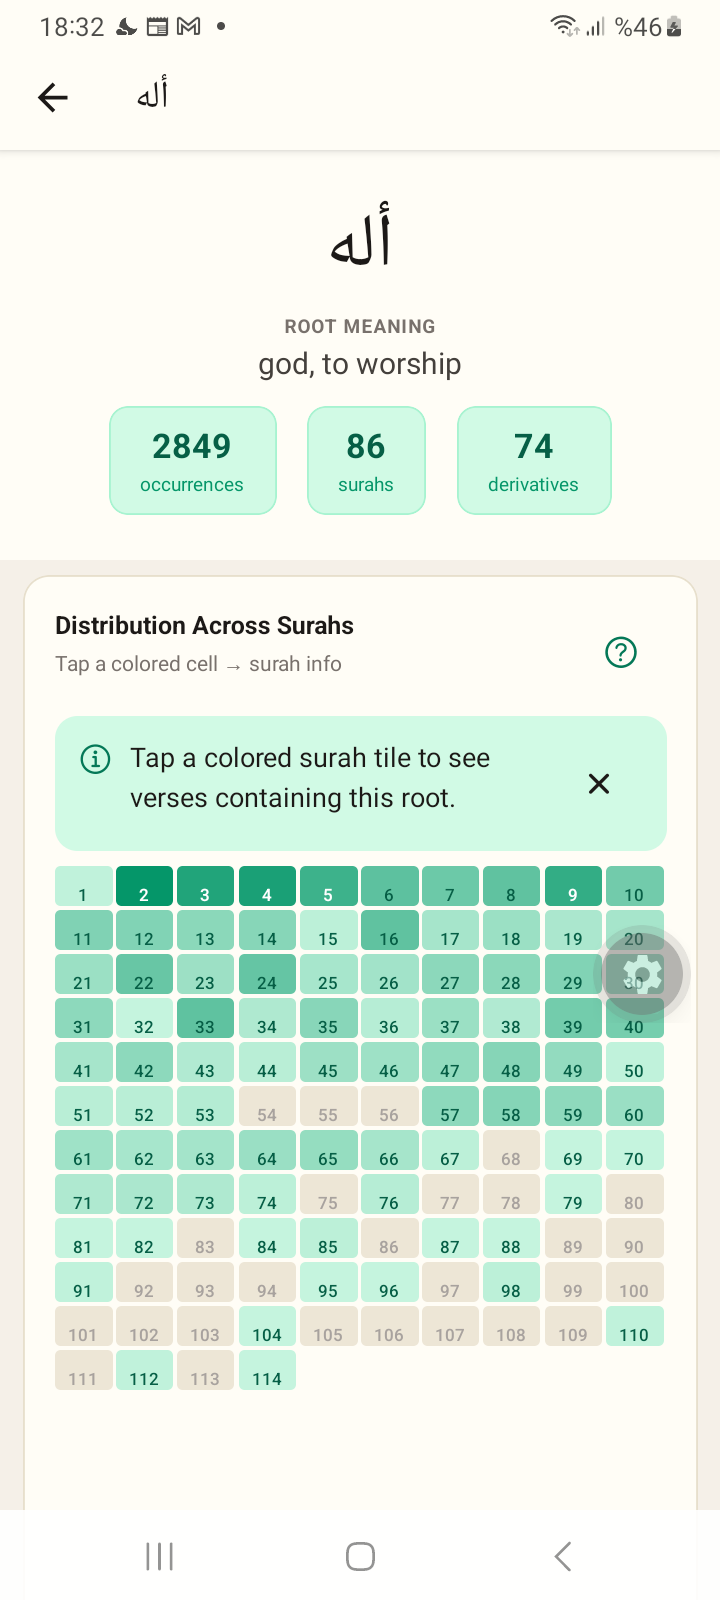 18:32 %46
أله
أله
ROOT MEANING
god, to worship
2849 86 74
occurrences surahs derivatives
Distribution Across Surahs
Tap a colored cell → surah info
Tap a colored surah tile to see
verses containing this root.
1 2 3 4 5 6 7 8 9 10
11 12 13 14 15 16 17 18 19 20
21 22 23 24 25 26 27 28 29 30
31 32 33 34 35 36 37 38 39 40
41 42 43 44 45 46 47 48 49 50
51 52 53 54 55 56 57 58 59 60
61 62 63 64 65 66 67 68 69 70
71 72 73 74 75 76 77 78 79 80
81 82 83 84 85 86 87 88 89 90
91 92 93 94 95 96 97 98 99 100
101 102 103 104 105 106 107 108 109 110
111 112 113 114